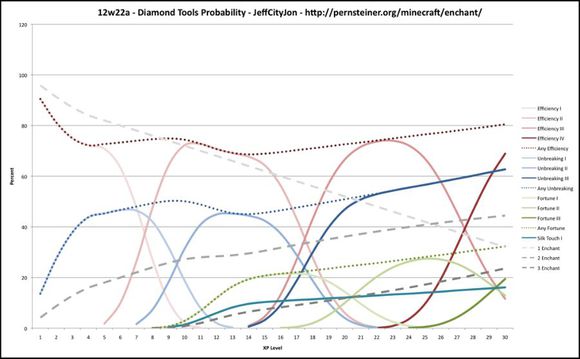 12w22a - Diamond Tools Probability - JeffCityJon - http://pernsteiner.org/minecraft/enchant/
120
100
80
60
40
20
0
Percent
1 2 3 4 5 6 7 8 9 10 11 12 13 14 15 16 17 18 19 20 21 22 23 24 25 26 27 28 29 30
XP Level
Efficiency I
Efficiency II
Efficiency III
Efficiency IV
Any Efficiency
Unbreaking I
Unbreaking II
Unbreaking III
Any Unbreaking
Fortune I
Fortune II
Fortune III
Any Fortune
Silk Touch I
1 Enchant
2 Enchant
3 Enchant